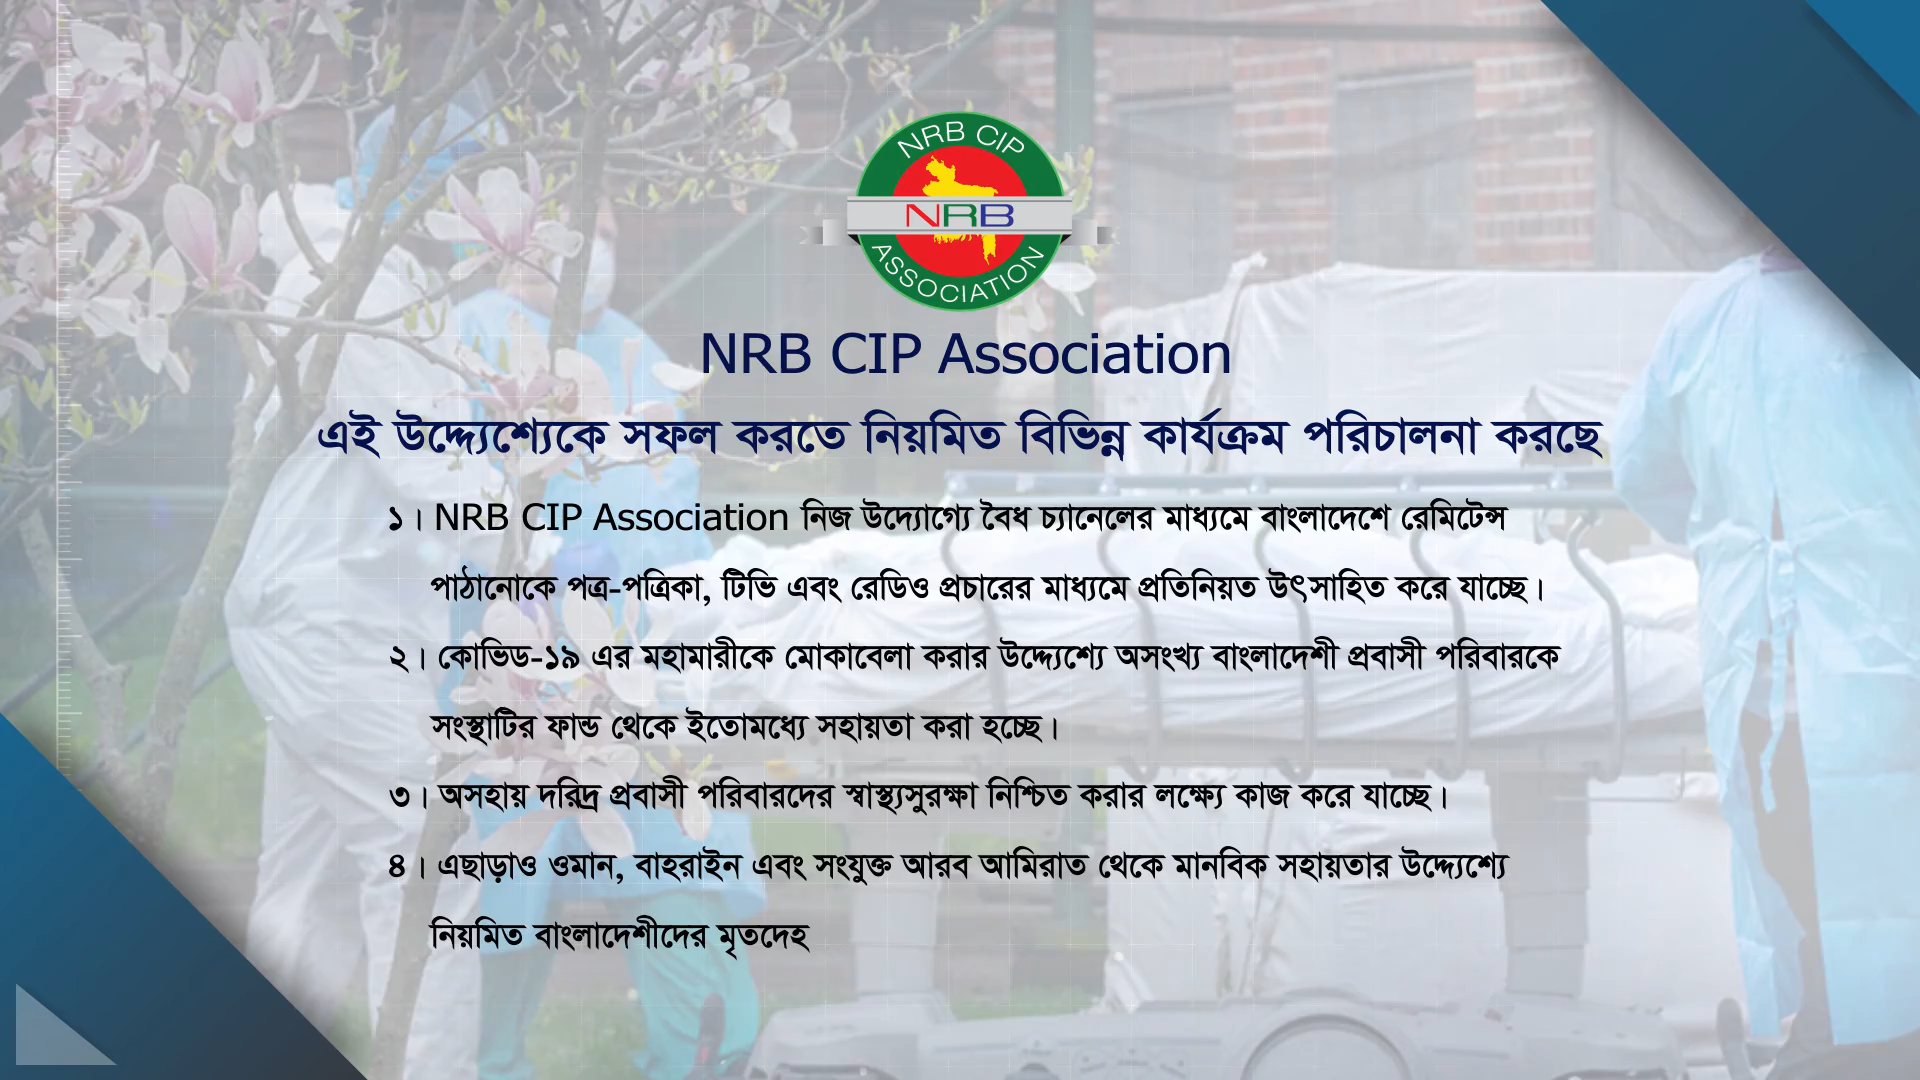 NRB CIP
NRB
ASSOCIATION
NRB CIP Association
এই উদ্দ্যেশ্যেকে সফল করতে নিয়মিত বিভিন্ন কার্যক্রম পরিচালনা করছে
১। NRB CIP Association নিজ উদ্যোগ্যে বৈধ চ্যানেলের মাধ্যমে বাংলাদেশে রেমিটেন্স
পাঠানোকে পত্র-পত্রিকা, টিভি এবং রেডিও প্রচারের মাধ্যমে প্রতিনিয়ত উৎসাহিত করে যাচ্ছে।
২। কোভিড-১৯ এর মহামারীকে মোকাবেলা করার উদ্দ্যেশ্যে অসংখ্য বাংলাদেশী প্রবাসী পরিবারকে
সংস্থাটির ফান্ড থেকে ইতোমধ্যে সহায়তা করা হচ্ছে।
৩। অসহায় দরিদ্র প্রবাসী পরিবারদের স্বাস্থ্যসুরক্ষা নিশ্চিত করার লক্ষ্যে কাজ করে যাচ্ছে।
৪। এছাড়াও ওমান, বাহরাইন এবং সংযুক্ত আরব আমিরাত থেকে মানবিক সহায়তার উদ্দ্যেশ্যে
নিয়মিত বাংলাদেশীদের মৃতদেহ